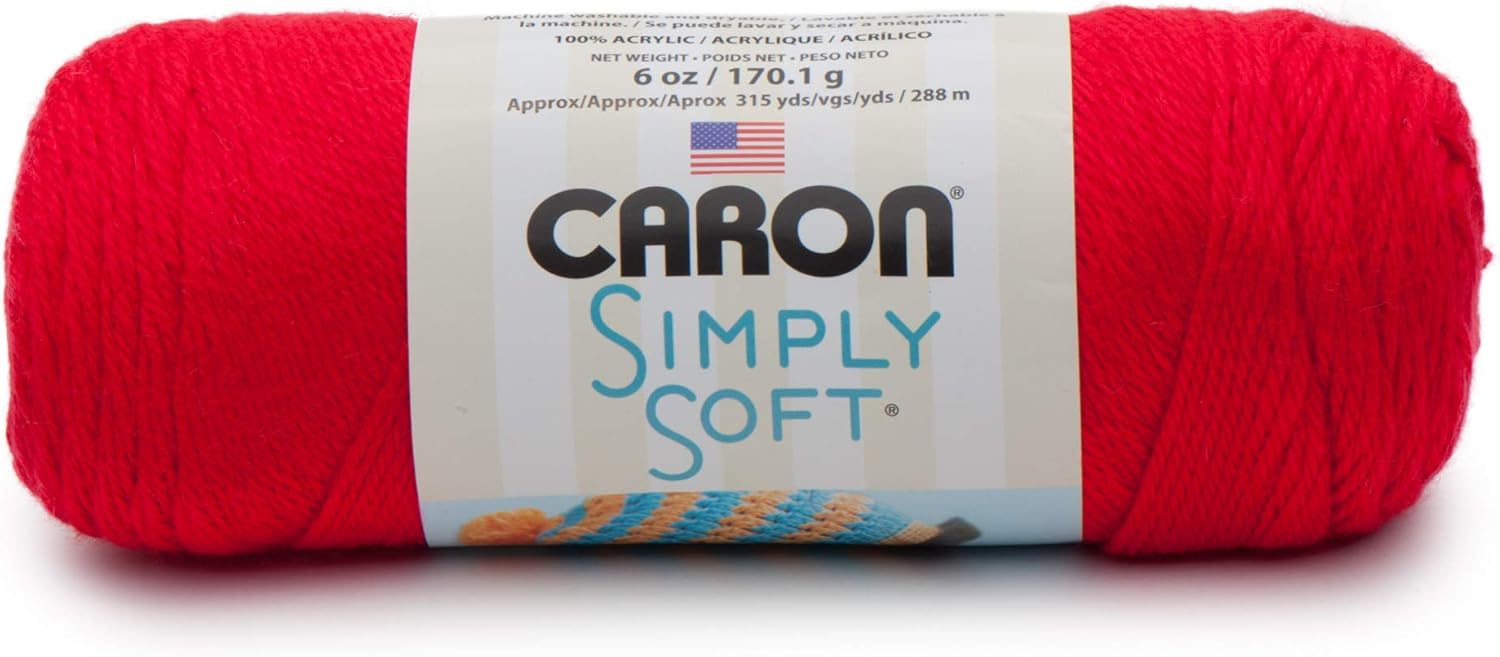 Machine washable and dryable. / Lavable et séchable à
la machine. / Se puede lavar y secar a máquina.
100% ACRYLIC / ACRYLIQUE / ACRÍLICO
NET WEIGHT • POIDS NET • PESO NETO
6 oz / 170.1 g
Approx/Approx/Aprox 315 yds/vgs/yds / 288 m
CARON®
SIMPLY
SOFT®